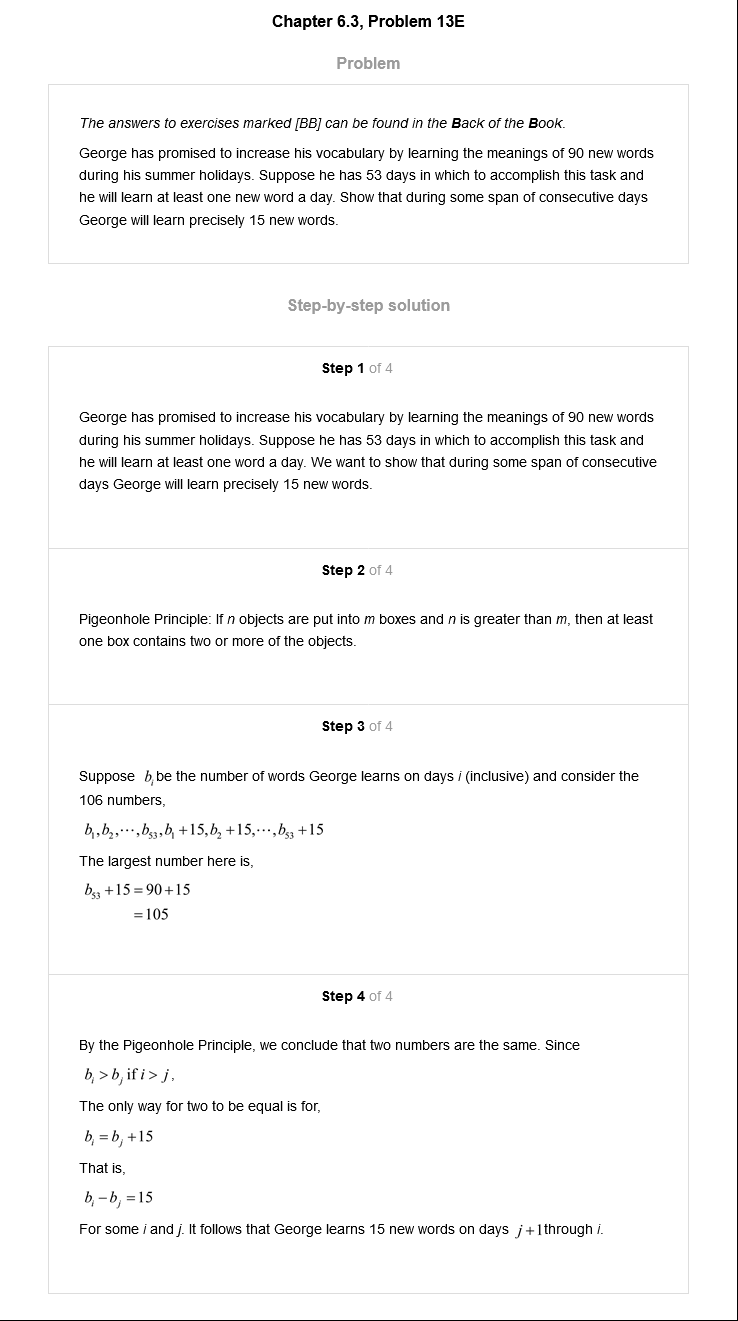 Chapter 6.3, Problem 13E
Problem
The answers to exercises marked [BB] can be found in the Back of the Book.
George has promised to increase his vocabulary by learning the meanings of 90 new words
during his summer holidays. Suppose he has 53 days in which to accomplish this task and
he will learn at least one new word a day. Show that during some span of consecutive days
George will learn precisely 15 new words.
Step-by-step solution
Step 1 of 4
George has promised to increase his vocabulary by learning the meanings of 90 new words
during his summer holidays. Suppose he has 53 days in which to accomplish this task and
he will learn at least one word a day. We want to show that during some span of consecutive
days George will learn precisely 15 new words.
Step 2 of 4
Pigeonhole Principle: If n objects are put into m boxes and n is greater than m, then at least
one box contains two or more of the objects.
Step 3 of 4
Suppose b_i be the number of words George learns on days i (inclusive) and consider the
106 numbers,
b_1, b_2, ⋯, b_53, b_1 + 15, b_2 + 15, ⋯, b_53 + 15
The largest number here is,
b_53 + 15 = 90 + 15
= 105
Step 4 of 4
By the Pigeonhole Principle, we conclude that two numbers are the same. Since
b_i > b_j if i > j,
The only way for two to be equal is for,
b_i = b_j + 15
That is,
b_i − b_j = 15
For some i and j. It follows that George learns 15 new words on days j + 1 through i.